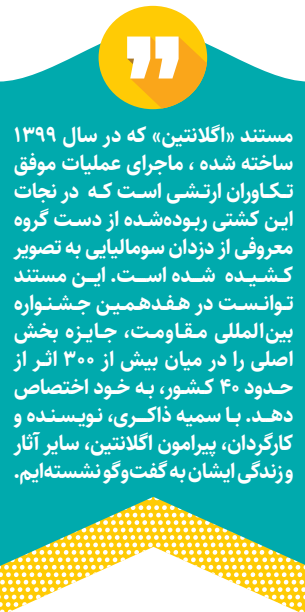 مستند «اگلانتین» که در سال ۱۳۹۹
ساخته شده ، ماجرای عملیات موفق
تکاوران ارتشی است که در نجات
این کشتی ربوده‌شده از دست گروه
معروفی از دزدان سومالیایی به تصویر
کشیده شده است. این مستند
توانست در هفدهمین جشنواره
بین‌المللی مقاومت، جایزه بخش
اصلی را در میان بیش از ۳۰۰ اثر از
حدود ۴۰ کشور، به خود اختصاص
دهد. با سمیه ذاکری، نویسنده و
کارگردان، پیرامون اگلانتین، سایر آثار
و زندگی ایشان به گفت‌وگو نشسته‌ایم.